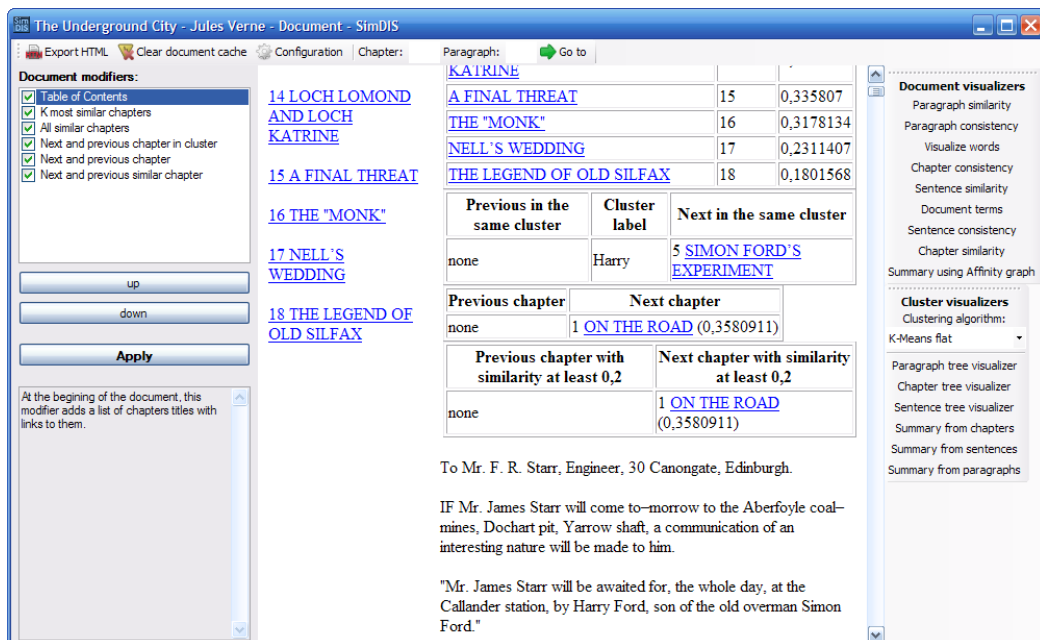 The Underground City - Jules Verne - Document - SimDIS
Export HTML Clear document cache Configuration Chapter: Paragraph: Go to
Document modifiers:
Table of Contents
K most similar chapters
All similar chapters
Next and previous chapter in cluster
Next and previous chapter
Next and previous similar chapter
up
down
Apply
At the begining of the document, this
modifier adds a list of chapters titles with
links to them.
14 LOCH LOMOND
AND LOCH
KATRINE
15 A FINAL THREAT
16 THE "MONK"
17 NELL'S
WEDDING
18 THE LEGEND OF
OLD SILFAX
KATRINE
A FINAL THREAT 15 0,335807
THE "MONK" 16 0,3178134
NELL'S WEDDING 17 0,2311407
THE LEGEND OF OLD SILFAX 18 0,1801568
Previous in the
same cluster
Cluster
label
Next in the same cluster
none
Harry
5 SIMON FORD'S
EXPERIMENT
Previous chapter Next chapter
none 1 ON THE ROAD (0,3580911)
Previous chapter with
similarity at least 0,2
Next chapter with similarity
at least 0,2
none
1 ON THE ROAD
(0,3580911)
To Mr. F. R. Starr, Engineer, 30 Canongate, Edinburgh.
IF Mr. James Starr will come to–morrow to the Aberfoyle coal–
mines, Dochart pit, Yarrow shaft, a communication of an
interesting nature will be made to him.
"Mr. James Starr will be awaited for, the whole day, at the
Callander station, by Harry Ford, son of the old overman Simon
Ford."
Document visualizers
Paragraph similarity
Paragraph consistency
Visualize words
Chapter consistency
Sentence similarity
Document terms
Sentence consistency
Chapter similarity
Summary using Affinity graph
Cluster visualizers
Clustering algorithm:
K-Means flat
Paragraph tree visualizer
Chapter tree visualizer
Sentence tree visualizer
Summary from chapters
Summary from sentences
Summary from paragraphs